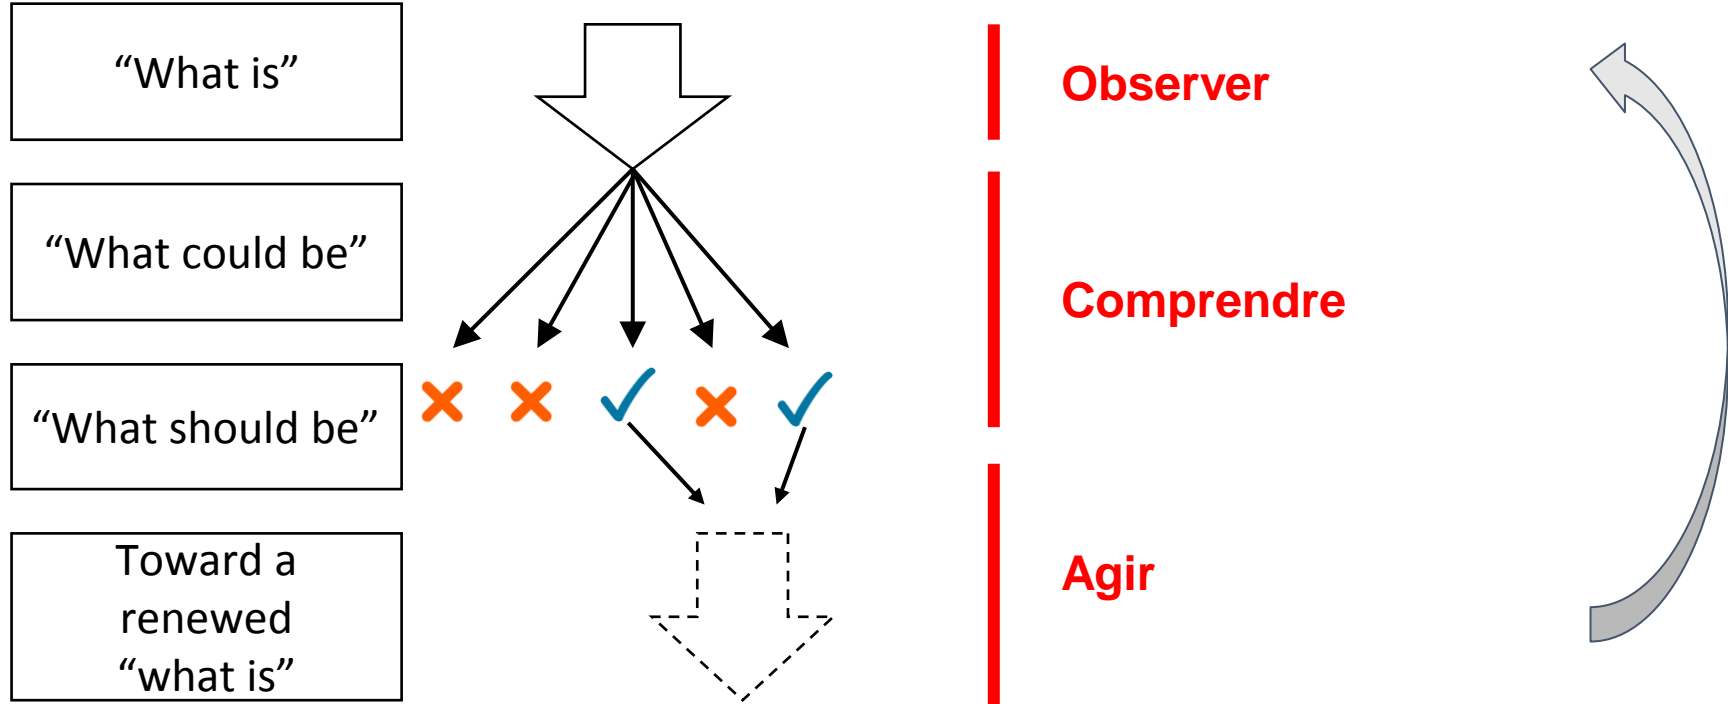 “What is”
Observer
“What could be”
Comprendre
“What should be”
Toward a
renewed
“what is”
Agir